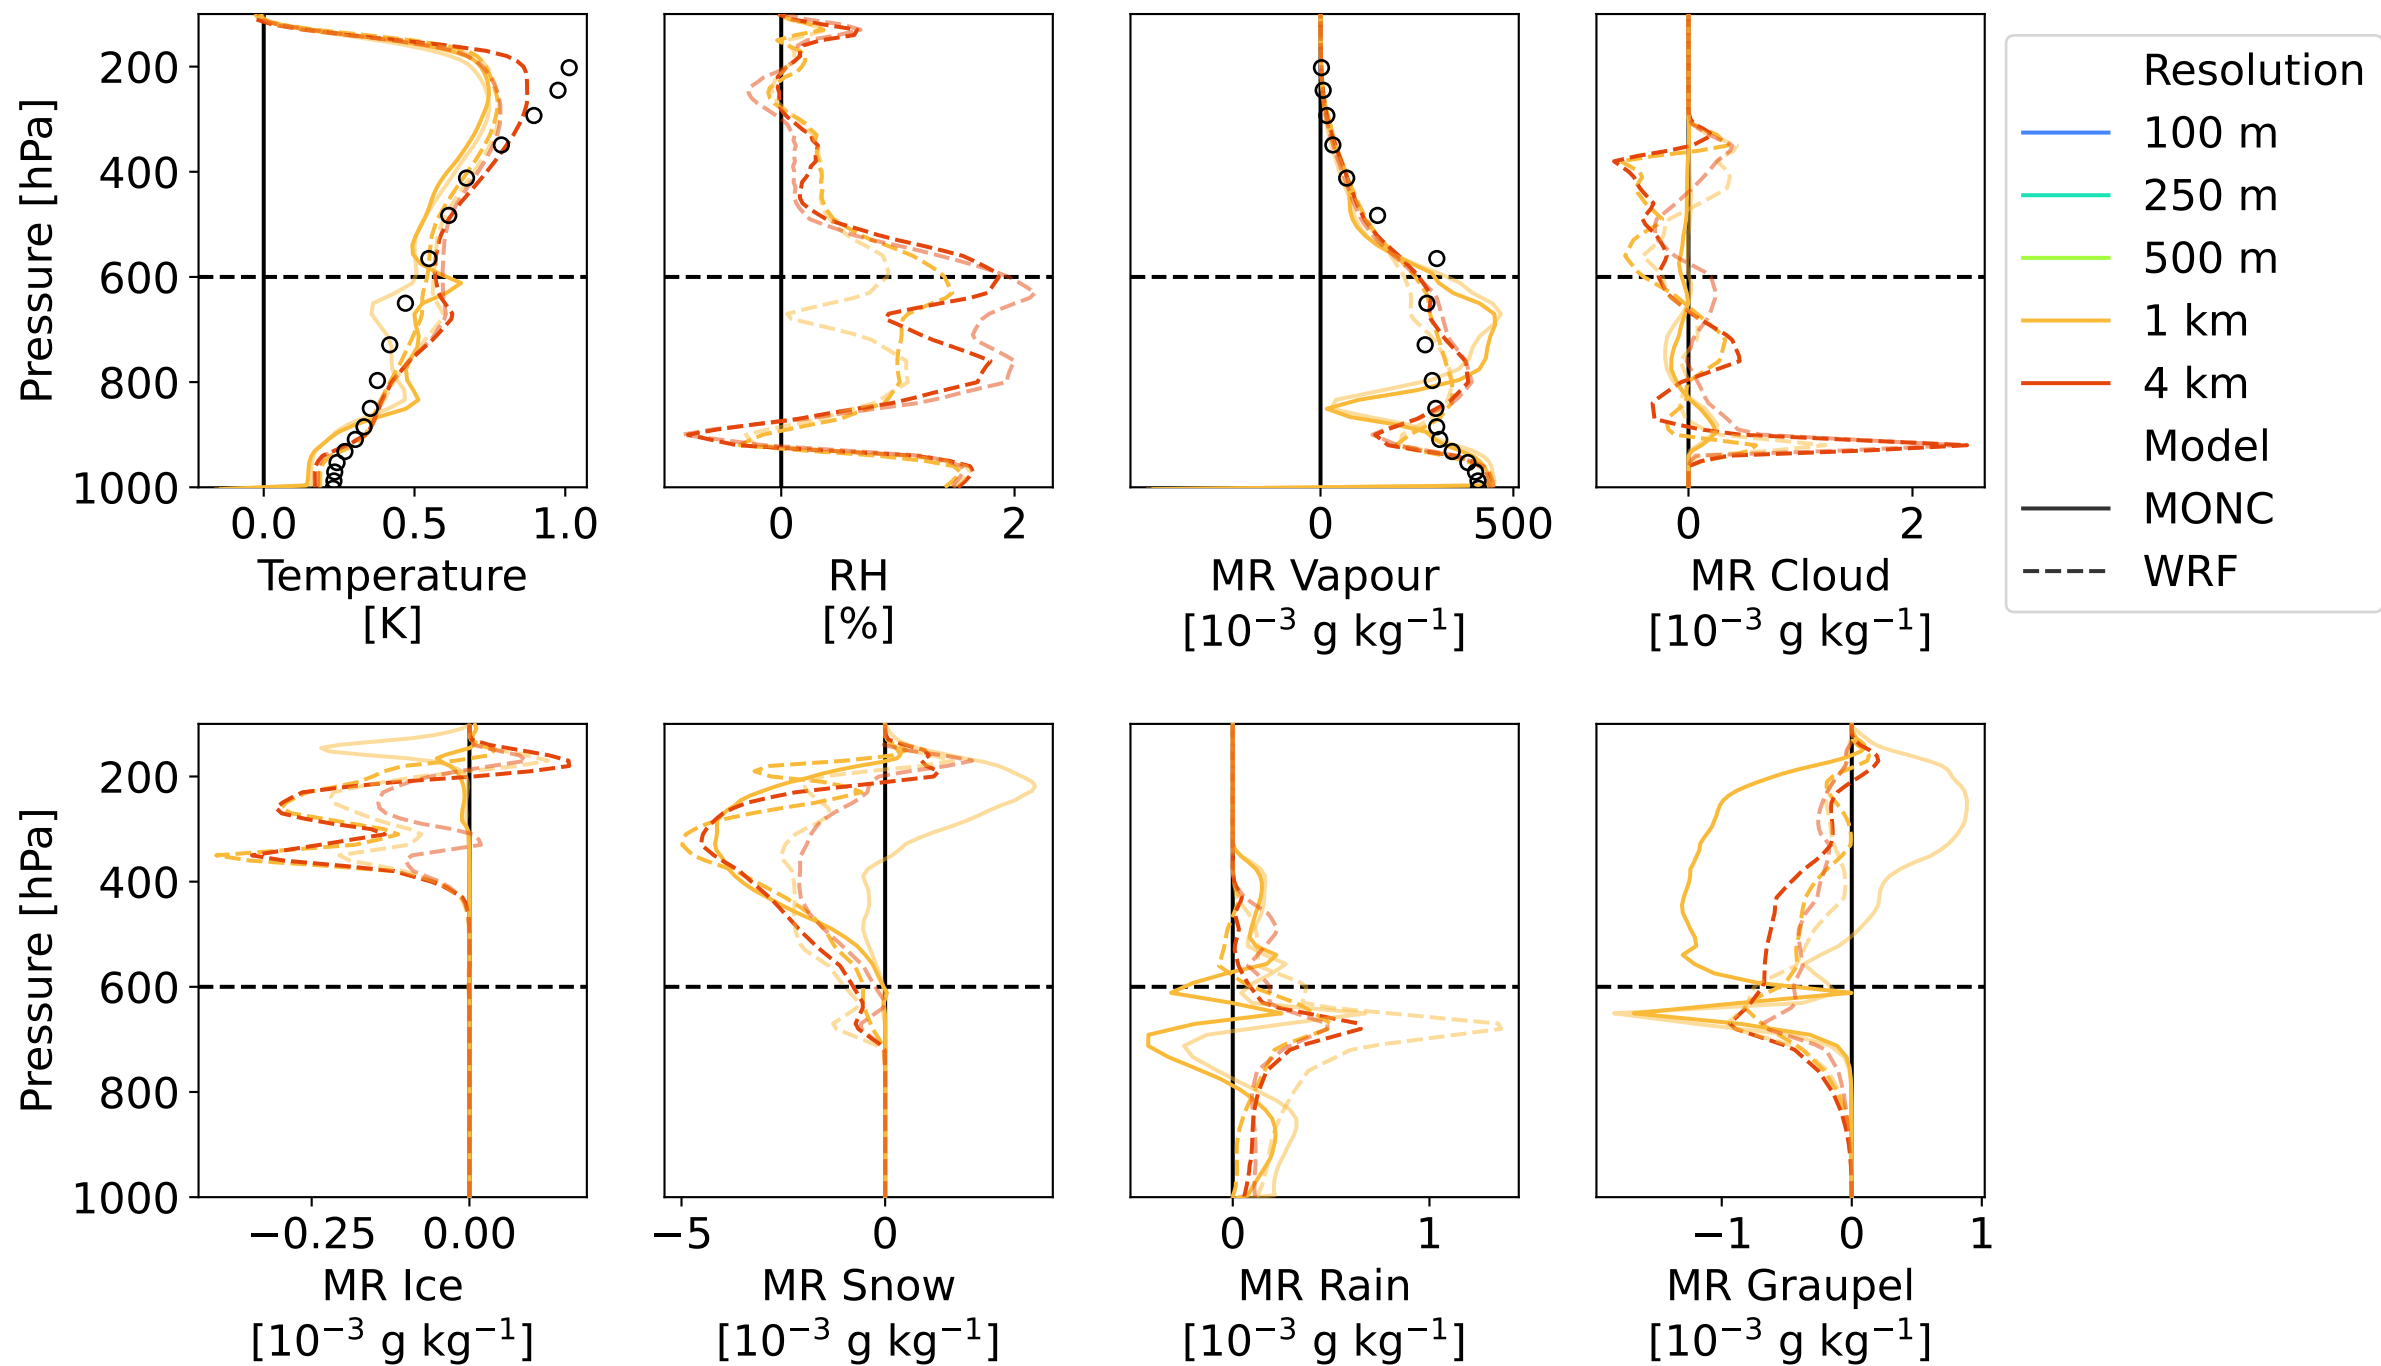 Pressure [hPa]
200
400
600
800
1000
0.0 0.5 1.0
Temperature
[K]
0 2
RH
[%]
0 500
MR Vapour
[10⁻³ g kg⁻¹]
0 2
MR Cloud
[10⁻³ g kg⁻¹]
Resolution
100 m
250 m
500 m
1 km
4 km
Model
MONC
WRF
Pressure [hPa]
200
400
600
800
1000
−0.25 0.00
MR Ice
[10⁻³ g kg⁻¹]
−5 0
MR Snow
[10⁻³ g kg⁻¹]
0 1
MR Rain
[10⁻³ g kg⁻¹]
−1 0 1
MR Graupel
[10⁻³ g kg⁻¹]